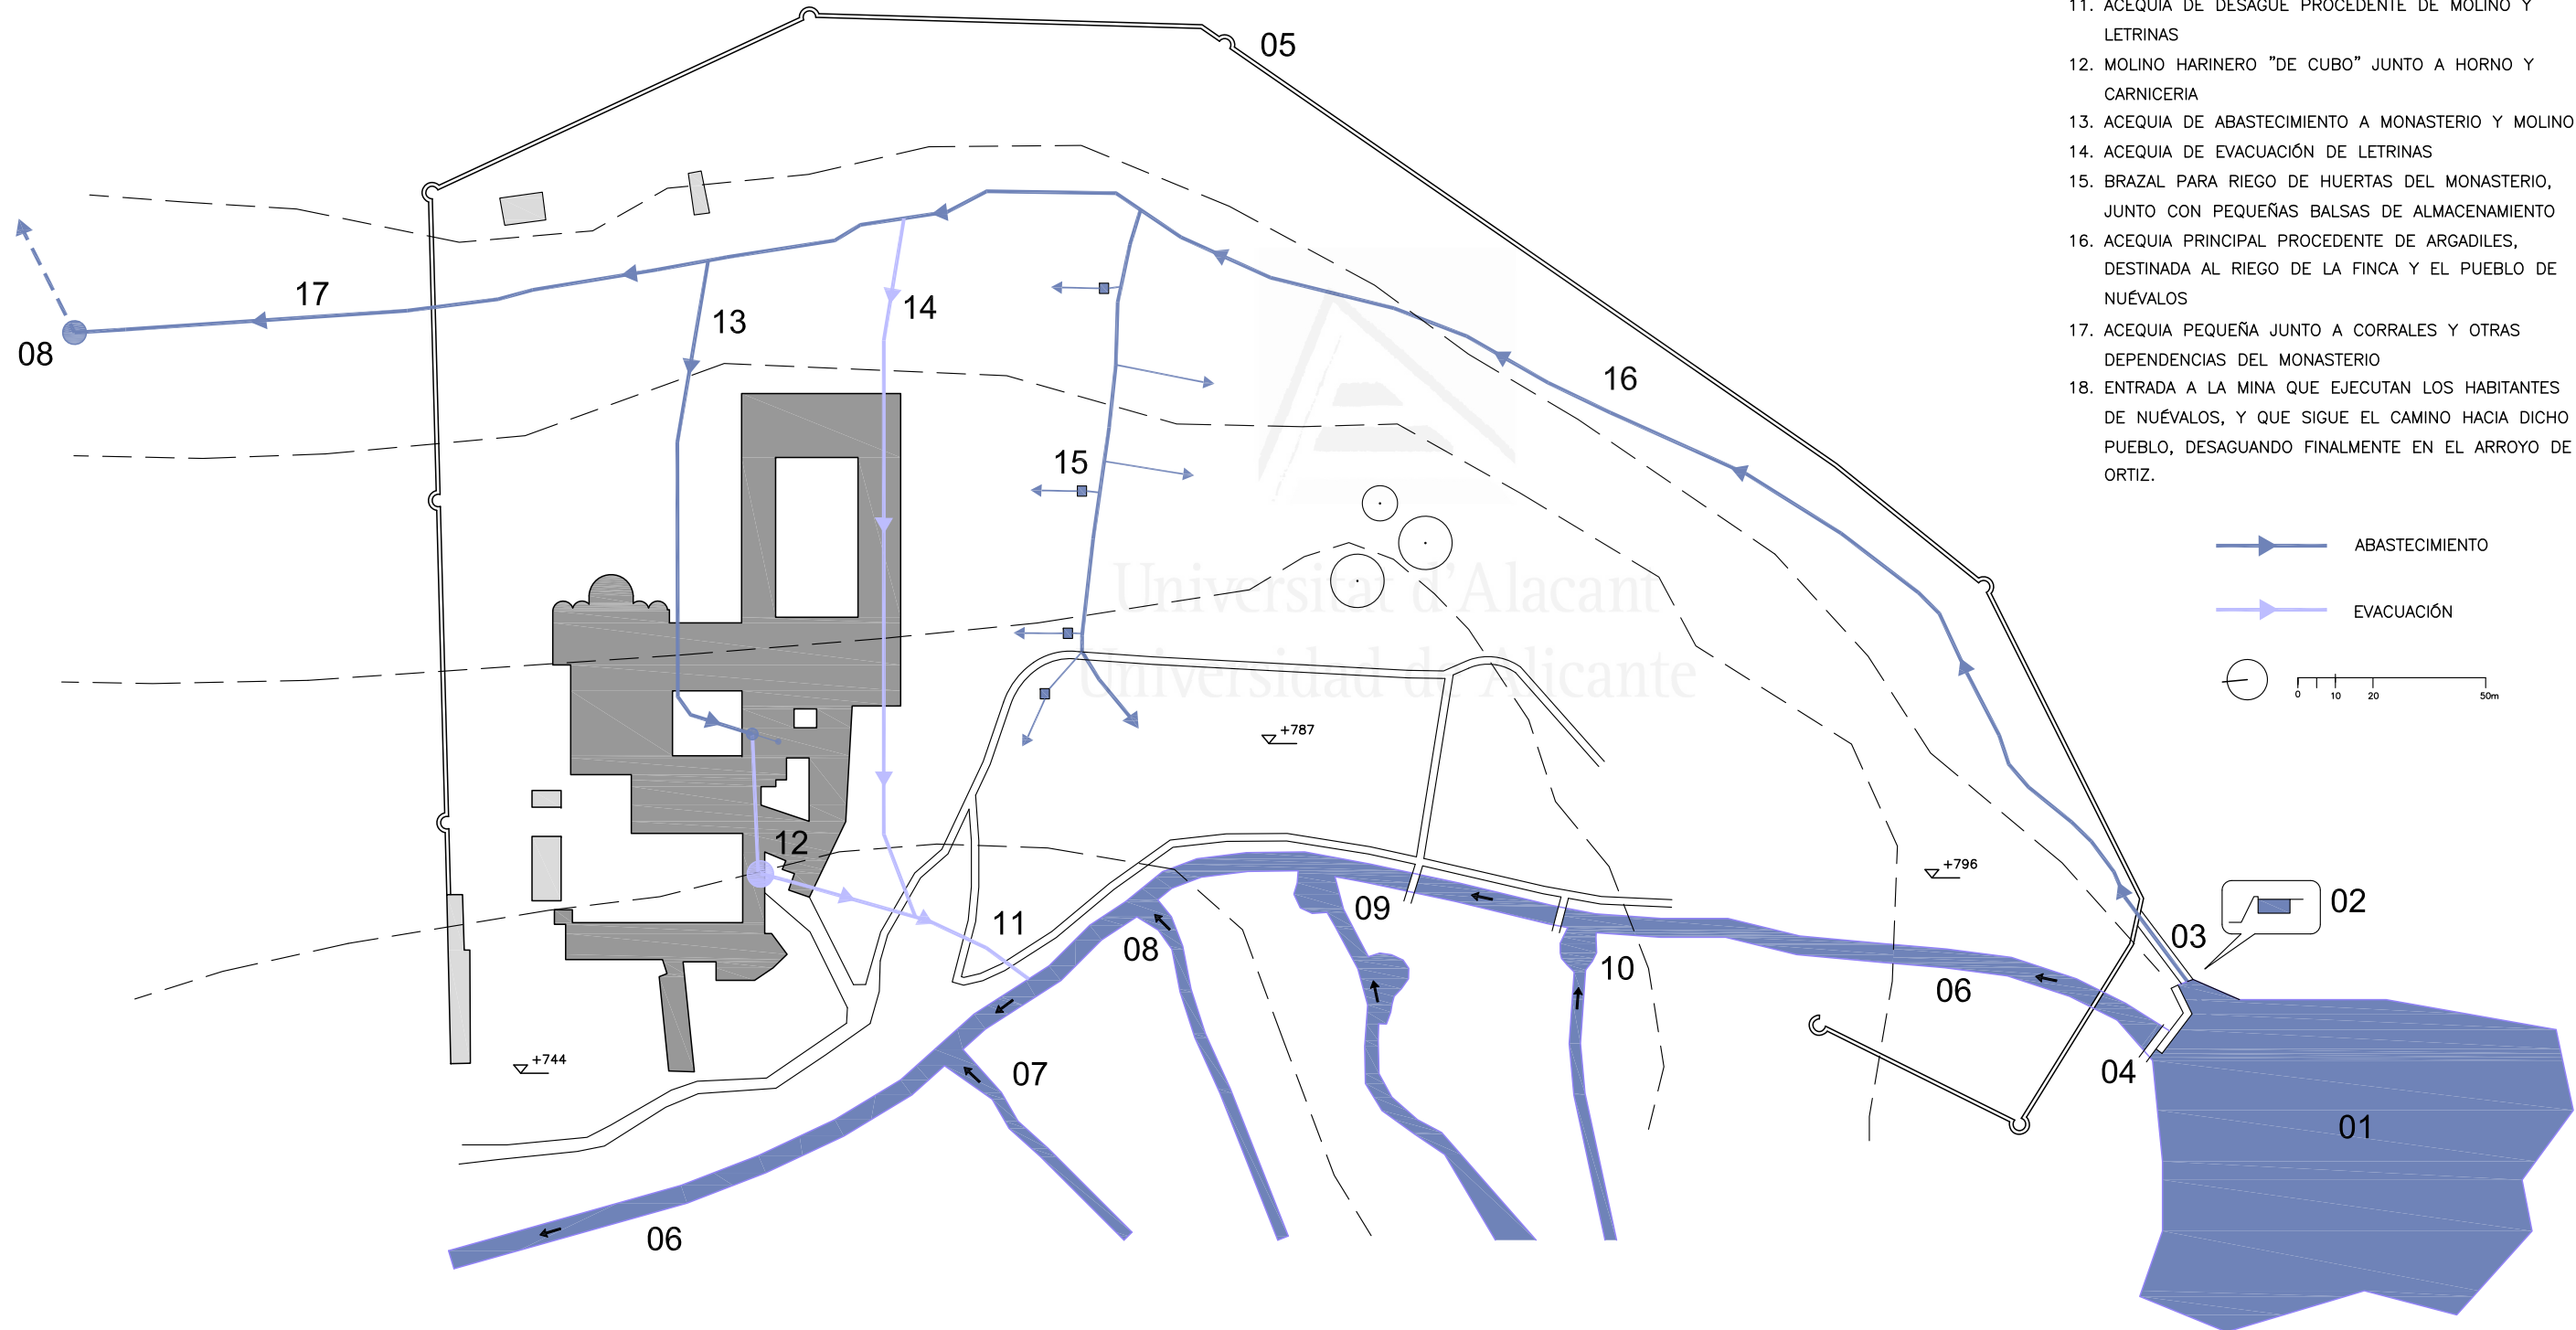 11. ACEQUIA DE DESAGÜE PROCEDENTE DE MOLINO Y
LETRINAS
12. MOLINO HARINERO "DE CUBO" JUNTO A HORNO Y
CARNICERIA
13. ACEQUIA DE ABASTECIMIENTO A MONASTERIO Y MOLINO
14. ACEQUIA DE EVACUACIÓN DE LETRINAS
15. BRAZAL PARA RIEGO DE HUERTAS DEL MONASTERIO,
JUNTO CON PEQUEÑAS BALSAS DE ALMACENAMIENTO
16. ACEQUIA PRINCIPAL PROCEDENTE DE ARGADILES,
DESTINADA AL RIEGO DE LA FINCA Y EL PUEBLO DE
NUÉVALOS
17. ACEQUIA PEQUEÑA JUNTO A CORRALES Y OTRAS
DEPENDENCIAS DEL MONASTERIO
18. ENTRADA A LA MINA QUE EJECUTAN LOS HABITANTES
DE NUÉVALOS, Y QUE SIGUE EL CAMINO HACIA DICHO
PUEBLO, DESAGUANDO FINALMENTE EN EL ARROYO DE
ORTIZ.
ABASTECIMIENTO
EVACUACIÓN
0 10 20 50m
05
17
08
13
14
16
15
Universitat d'Alacant
Universidad de Alicante
+787
12
+796
02
03
11
09
08
10
06
04
07
+744
01
06